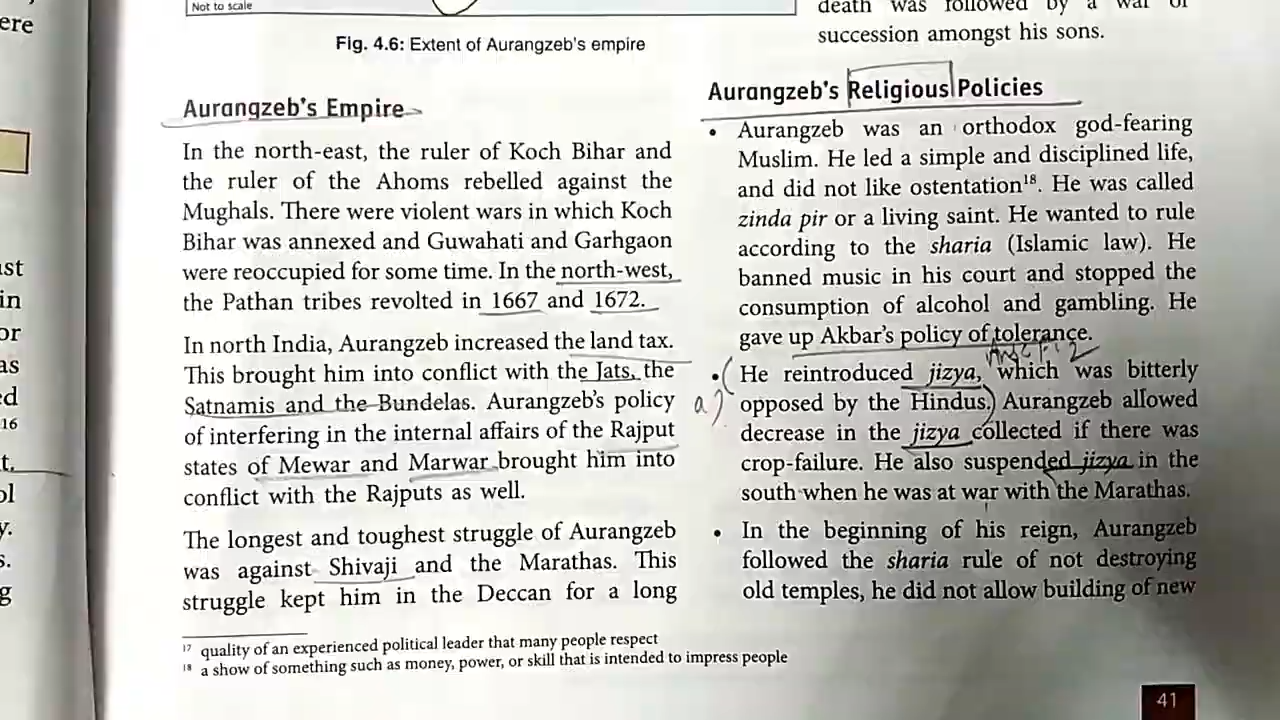 ere
ust
in
or
as
ed
16
t,
ol
y.
s.
g
Not to scale
Fig. 4.6: Extent of Aurangzeb's empire
Aurangzeb's Empire
In the north-east, the ruler of Koch Bihar and
the ruler of the Ahoms rebelled against the
Mughals. There were violent wars in which Koch
Bihar was annexed and Guwahati and Garhgaon
were reoccupied for some time. In the north-west,
the Pathan tribes revolted in 1667 and 1672.
In north India, Aurangzeb increased the land tax.
This brought him into conflict with the Jats, the
Satnamis and the Bundelas. Aurangzeb's policy
of interfering in the internal affairs of the Rajput
states of Mewar and Marwar brought him into
conflict with the Rajputs as well.
The longest and toughest struggle of Aurangzeb
was against Shivaji and the Marathas. This
struggle kept him in the Deccan for a long
17 quality of an experienced political leader that many people respect
18 a show of something such as money, power, or skill that is intended to impress people
death was followed by a war of
succession amongst his sons.
Aurangzeb's Religious Policies
• Aurangzeb was an orthodox god-fearing
Muslim. He led a simple and disciplined life,
and did not like ostentation18. He was called
zinda pir or a living saint. He wanted to rule
according to the sharia (Islamic law). He
banned music in his court and stopped the
consumption of alcohol and gambling. He
gave up Akbar's policy of tolerance.
• He reintroduced jizya, which was bitterly
opposed by the Hindus. Aurangzeb allowed
decrease in the jizya collected if there was
crop-failure. He also suspended jizya in the
south when he was at war with the Marathas.
• In the beginning of his reign, Aurangzeb
followed the sharia rule of not destroying
old temples, he did not allow building of new
41